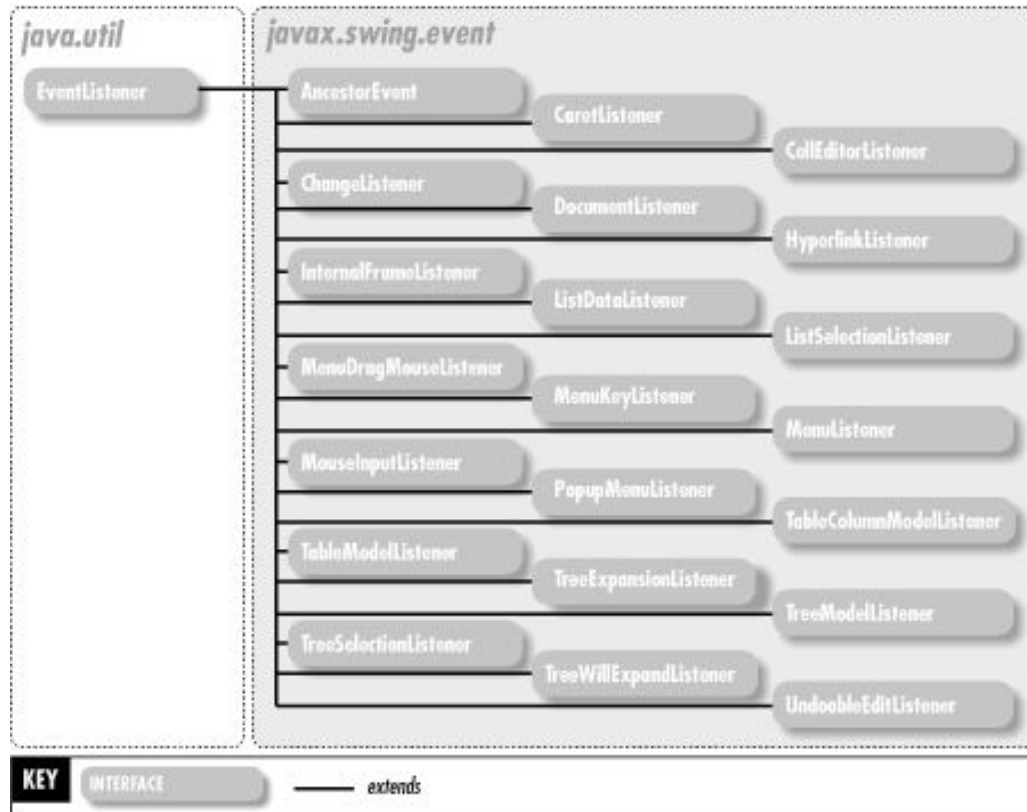 java.util
javax.swing.event
EventListener
AncestorEvent
CaretListener
CellEditorListener
ChangeListener
DocumentListener
HyperlinkListener
InternalFrameListener
ListDataListener
ListSelectionListener
MenuDragMouseListener
MenuKeyListener
MenuListener
MouseInputListener
PopupMenuListener
TableColumnModelListener
TableModelListener
TreeExpansionListener
TreeModelListener
TreeSelectionListener
TreeWillExpandListener
UndoableEditListener
KEY
INTERFACE
extends